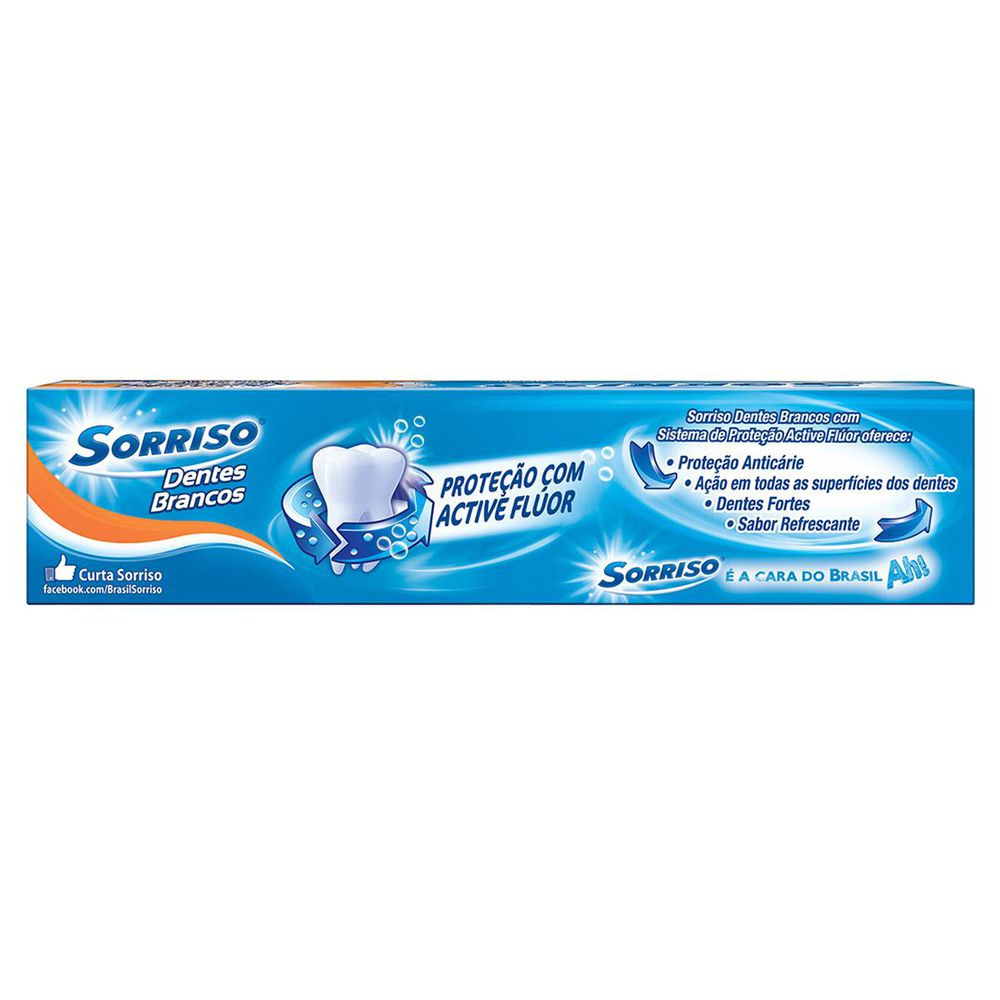 SORRISO
Dentes
Brancos
Curta Sorriso
facebook.com/BrasilSorriso
PROTEÇÃO COM
ACTIVE FLÚOR
Sorriso Dentes Brancos com
Sistema de Proteção Active Flúor oferece:
• Proteção Anticárie
• Ação em todas as superfícies dos dentes
• Dentes Fortes
• Sabor Refrescante
SORRISO É A CARA DO BRASIL Ah!